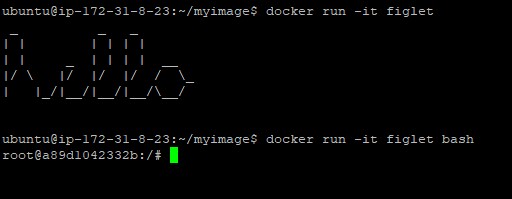 ubuntu@ip-172-31-8-23:~/myimage$ docker run -it figlet
hello
ubuntu@ip-172-31-8-23:~/myimage$ docker run -it figlet bash
root@a89d1042332b:/#